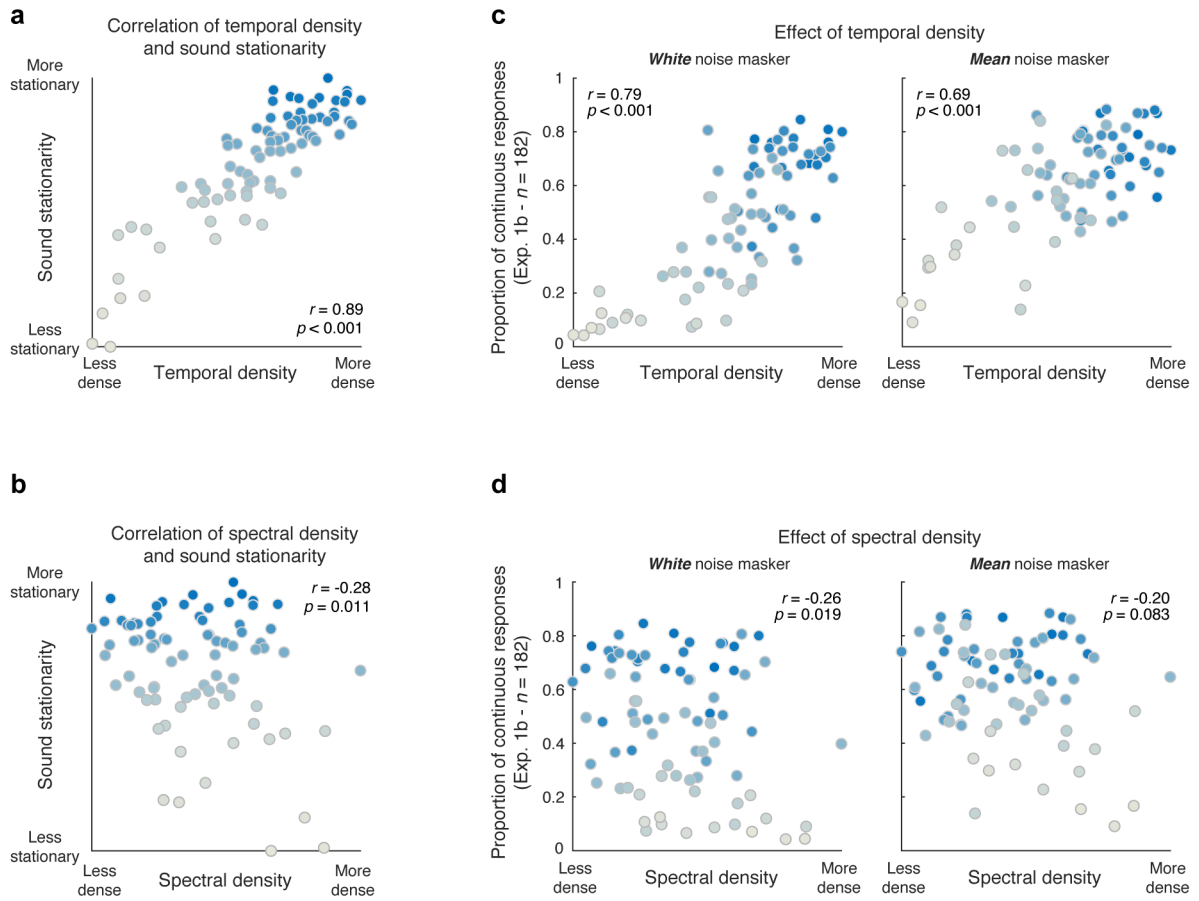 a
Correlation of temporal density
and sound stationarity
More
stationary
Sound stationarity
Less
stationary
r = 0.89
p < 0.001
Less
dense
Temporal density
More
dense
c
Effect of temporal density
White noise masker
Mean noise masker
Proportion of continuous responses
(Exp. 1b - n = 182)
1
0.8
0.6
0.4
0.2
0
r = 0.79
p < 0.001
r = 0.69
p < 0.001
Less
dense
Temporal density
More
dense
Less
dense
Temporal density
More
dense
b
Correlation of spectral density
and sound stationarity
More
stationary
Sound stationarity
Less
stationary
r = -0.28
p = 0.011
Less
dense
Spectral density
More
dense
d
Effect of spectral density
White noise masker
Mean noise masker
Proportion of continuous responses
(Exp. 1b - n = 182)
1
0.8
0.6
0.4
0.2
0
r = -0.26
p = 0.019
r = -0.20
p = 0.083
Less
dense
Spectral density
More
dense
Less
dense
Spectral density
More
dense